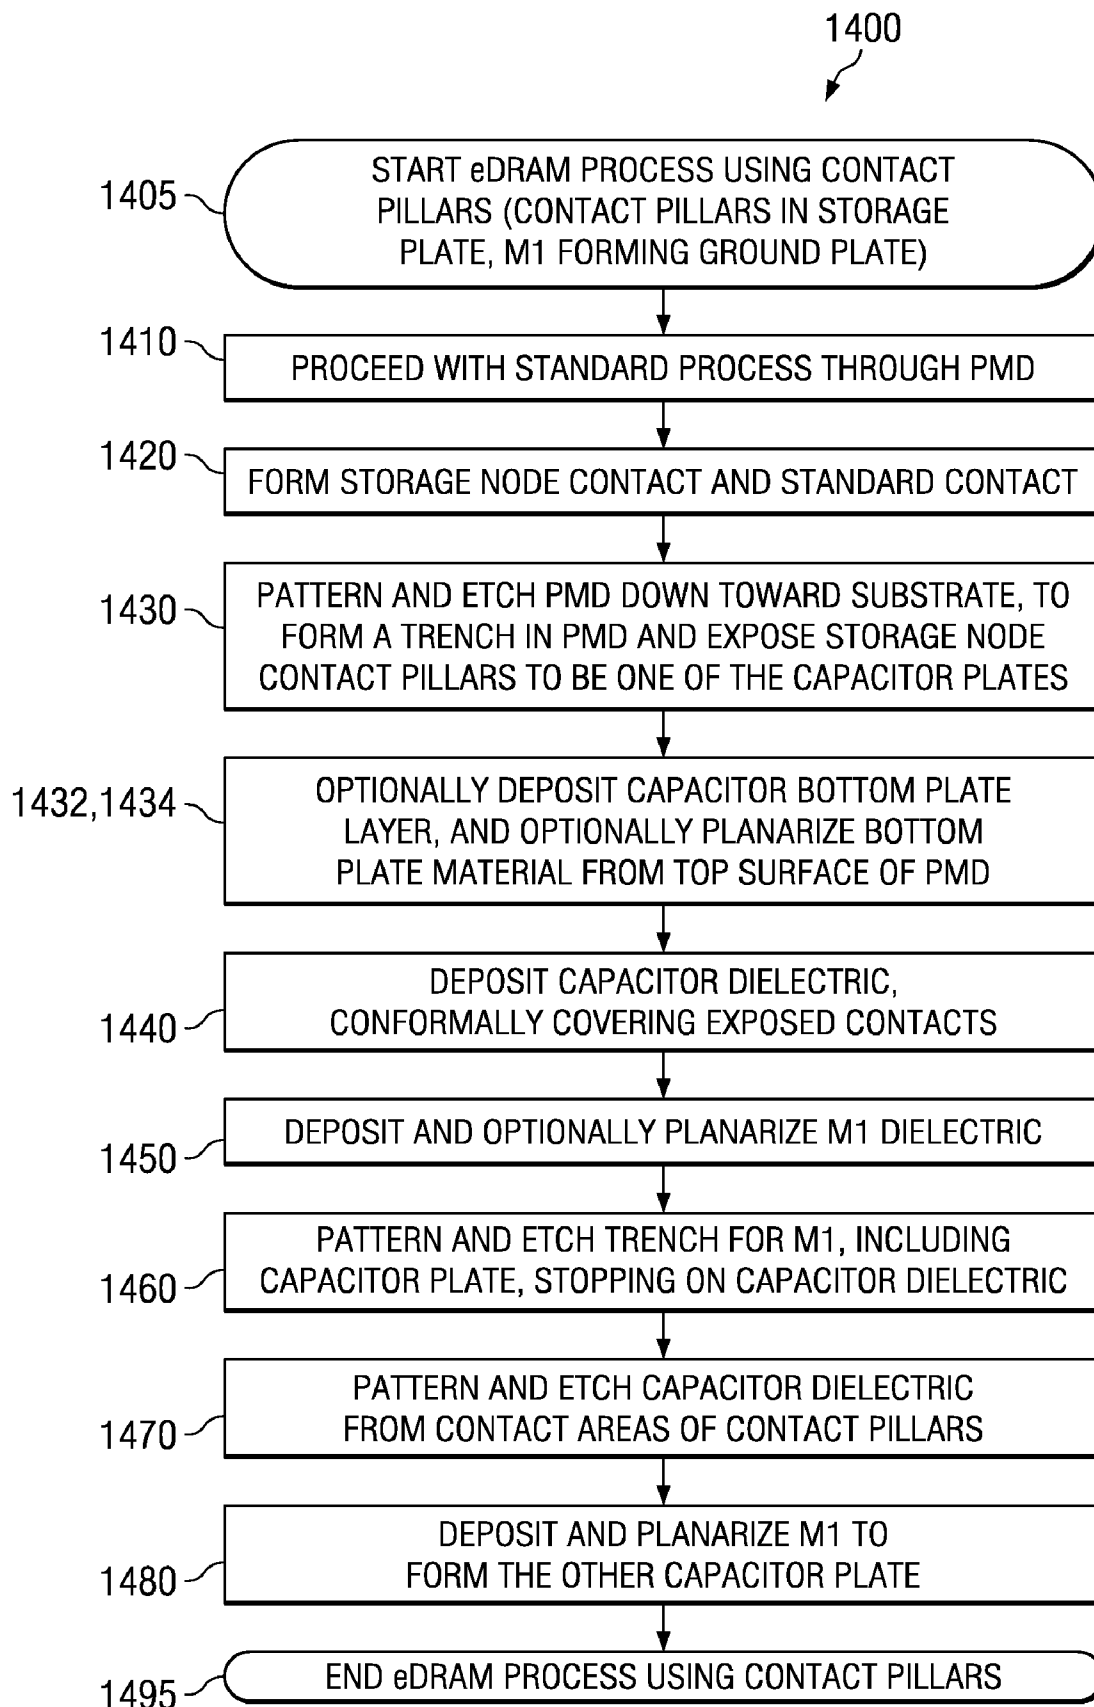 1400
1405
START eDRAM PROCESS USING CONTACT
PILLARS (CONTACT PILLARS IN STORAGE
PLATE, M1 FORMING GROUND PLATE)
1410
PROCEED WITH STANDARD PROCESS THROUGH PMD
1420
FORM STORAGE NODE CONTACT AND STANDARD CONTACT
1430
PATTERN AND ETCH PMD DOWN TOWARD SUBSTRATE, TO
FORM A TRENCH IN PMD AND EXPOSE STORAGE NODE
CONTACT PILLARS TO BE ONE OF THE CAPACITOR PLATES
1432,1434
OPTIONALLY DEPOSIT CAPACITOR BOTTOM PLATE
LAYER, AND OPTIONALLY PLANARIZE BOTTOM
PLATE MATERIAL FROM TOP SURFACE OF PMD
1440
DEPOSIT CAPACITOR DIELECTRIC,
CONFORMALLY COVERING EXPOSED CONTACTS
1450
DEPOSIT AND OPTIONALLY PLANARIZE M1 DIELECTRIC
1460
PATTERN AND ETCH TRENCH FOR M1, INCLUDING
CAPACITOR PLATE, STOPPING ON CAPACITOR DIELECTRIC
1470
PATTERN AND ETCH CAPACITOR DIELECTRIC
FROM CONTACT AREAS OF CONTACT PILLARS
1480
DEPOSIT AND PLANARIZE M1 TO
FORM THE OTHER CAPACITOR PLATE
1495
END eDRAM PROCESS USING CONTACT PILLARS